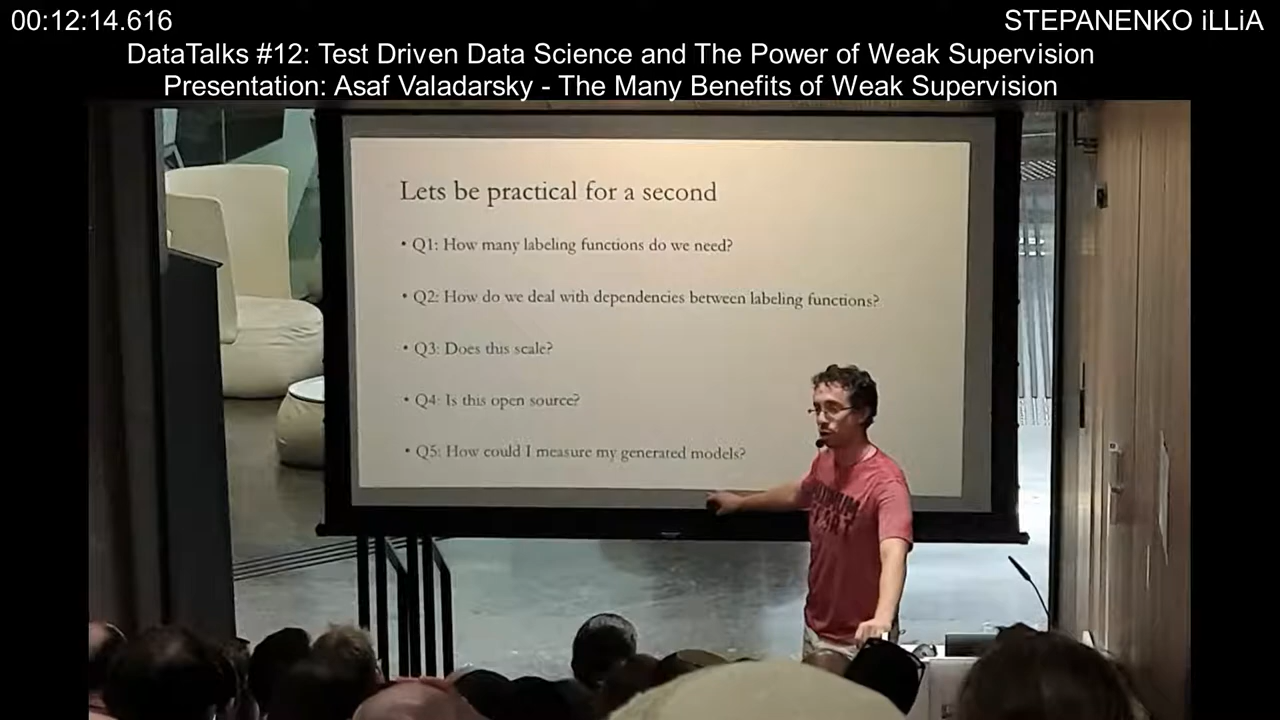 00:12:14.616
STEPANENKO iLLiA
DataTalks #12: Test Driven Data Science and The Power of Weak Supervision
Presentation: Asaf Valadarsky - The Many Benefits of Weak Supervision
Lets be practical for a second
• Q1: How many labeling functions do we need?
• Q2: How do we deal with dependencies between labeling functions?
• Q3: Does this scale?
• Q4: Is this open source?
• Q5: How could I measure my generated models?